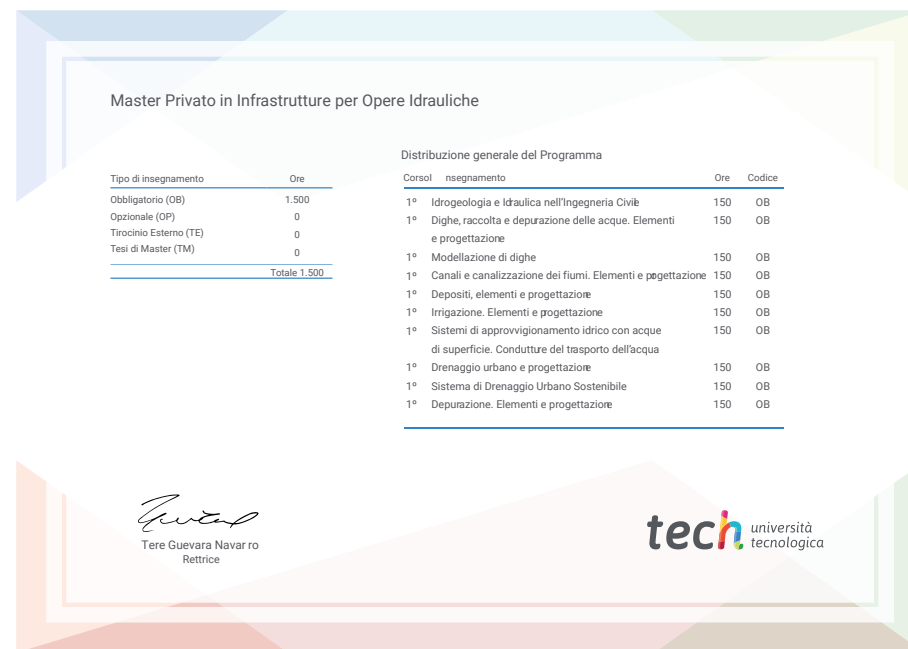 Master Privato in Infrastrutture per Opere Idrauliche
Tipo di insegnamento Ore
Obbligatorio (OB) 1.500
Opzionale (OP) 0
Tirocinio Esterno (TE) 0
Tesi di Master (TM) 0
Totale 1.500
Distribuzione generale del Programma
Corsol nsegnamento Ore Codice
1º Idrogeologia e Idraulica nell'Ingegneria Civile 150 OB
1º Dighe, raccolta e depurazione delle acque. Elementi 150 OB
e progettazione
1º Modellazione di dighe 150 OB
1º Canali e canalizzazione dei fiumi. Elementi e progettazione 150 OB
1º Depositi, elementi e progettazione 150 OB
1º Irrigazione. Elementi e progettazione 150 OB
1º Sistemi di approvvigionamento idrico con acque 150 OB
di superficie. Condutture del trasporto dell'acqua
1º Drenaggio urbano e progettazione 150 OB
1º Sistema di Drenaggio Urbano Sostenibile 150 OB
1º Depurazione. Elementi e progettazione 150 OB
Tere Guevara Navar ro
Rettrice
tech università
tecnologica